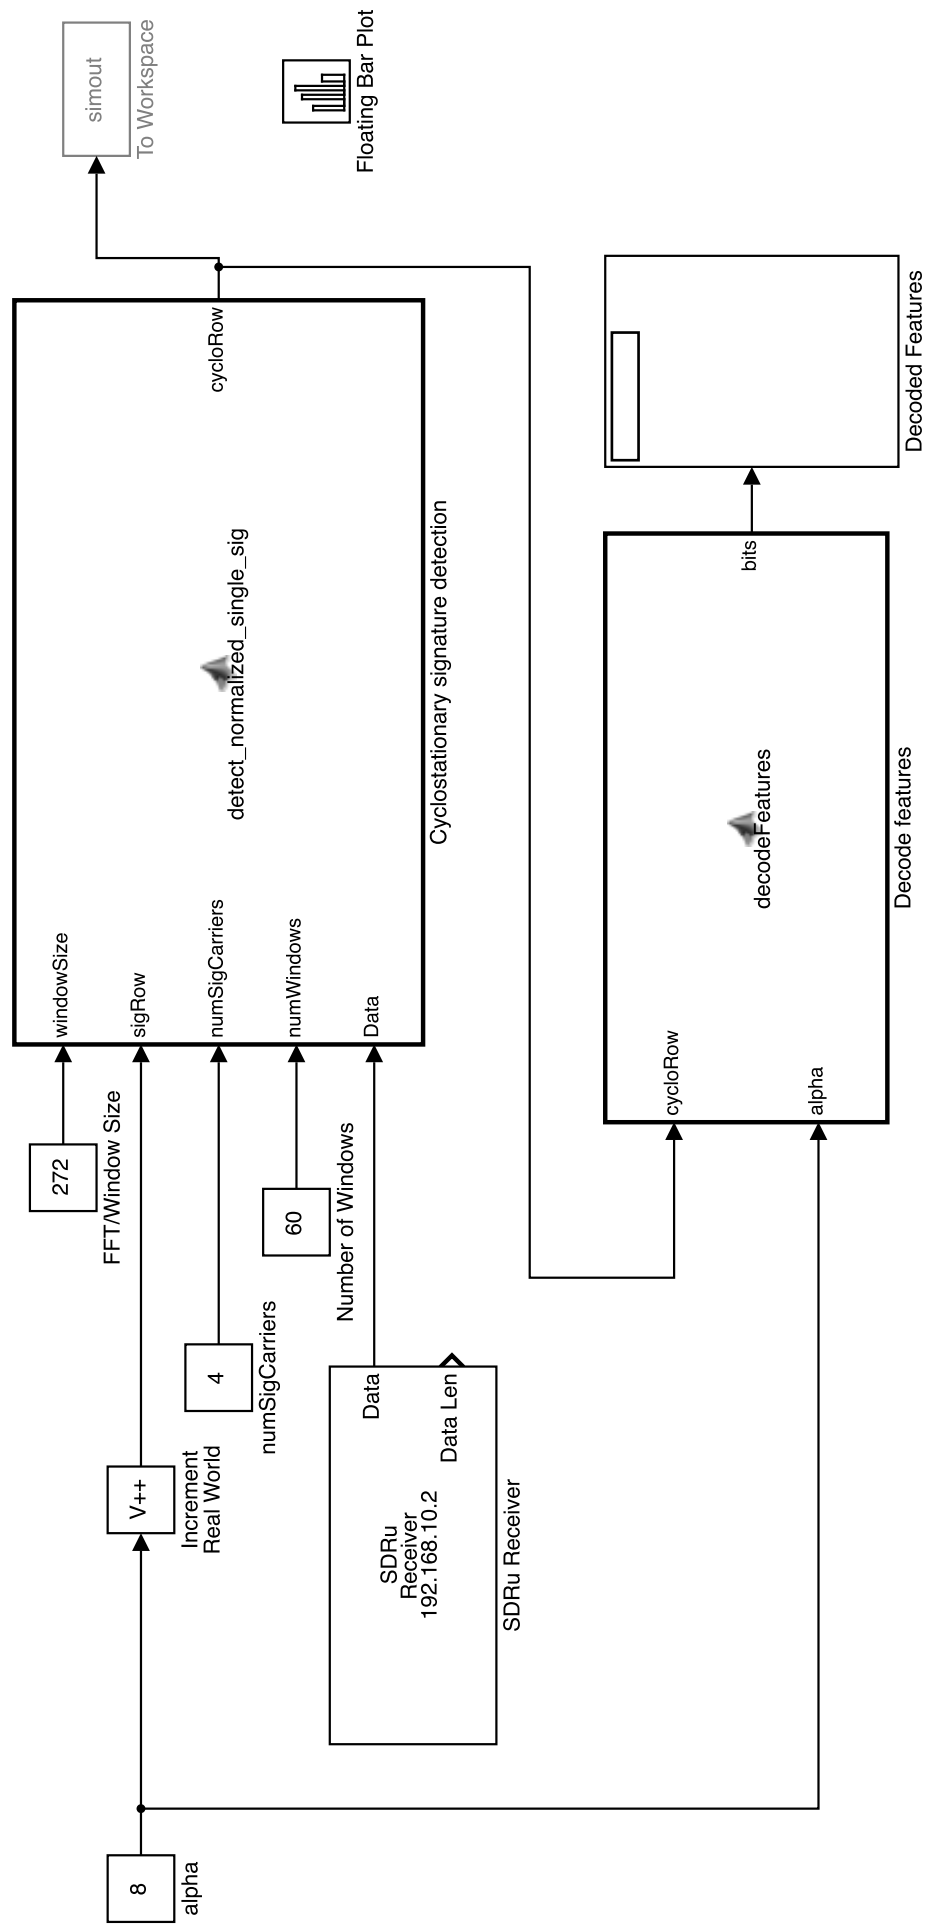 272
FFT/Window Size
8
alpha
V++
Increment
Real World
4
numSigCarriers
60
Number of Windows
SDRu
Receiver
192.168.10.2
Data
Data Len
SDRu Receiver
windowSize
sigRow
numSigCarriers
numWindows
Data
detect_normalized_single_sig
cycloRow
Cyclostationary signature detection
simout
To Workspace
Floating Bar Plot
cycloRow
alpha
decodeFeatures
bits
Decode features
Decoded Features